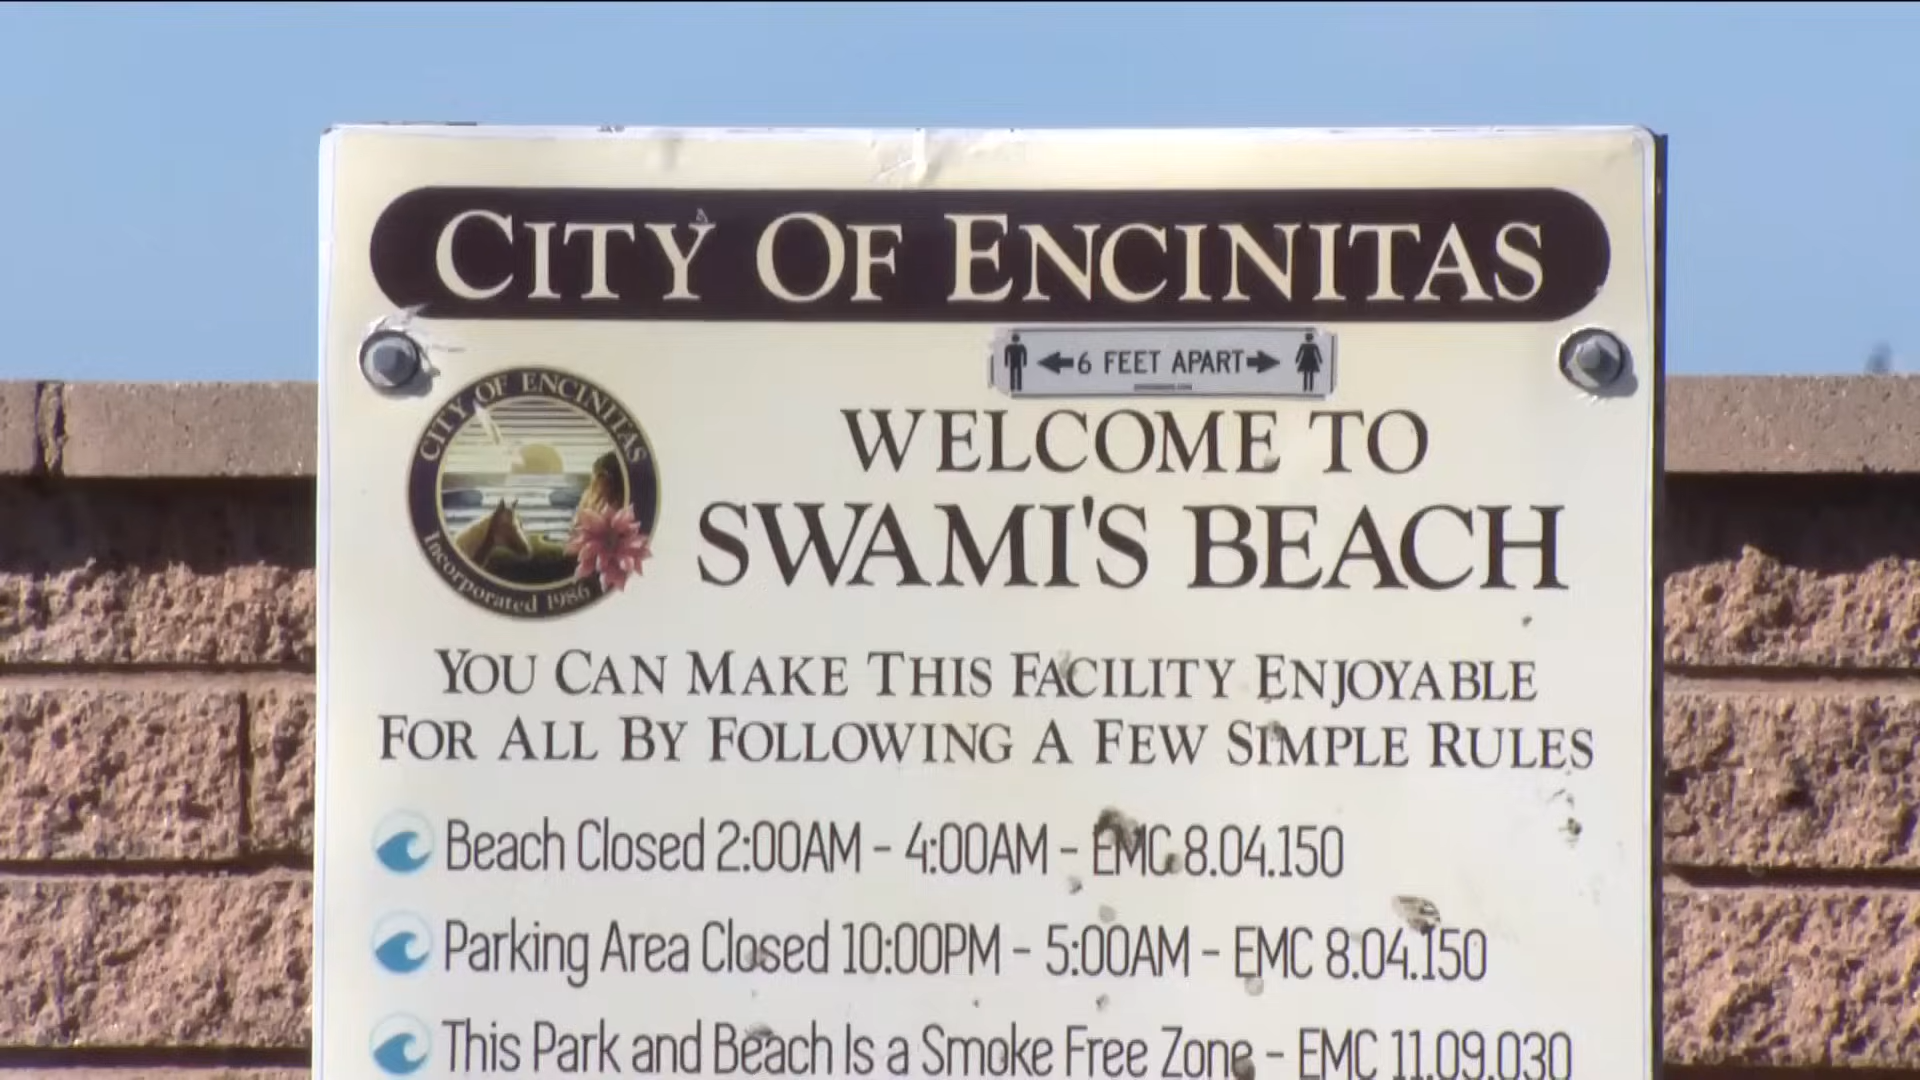 CITY OF ENCINITAS
6 FEET APART
CITY OF ENCINITAS
Incorporated 1986
WELCOME TO
SWAMI'S BEACH
YOU CAN MAKE THIS FACILITY ENJOYABLE
FOR ALL BY FOLLOWING A FEW SIMPLE RULES
Beach Closed 2:00AM - 4:00AM - EMC 8.04.150
Parking Area Closed 10:00PM - 5:00AM - EMC 8.04.150
This Park and Beach Is a Smoke Free Zone - EMC 11.09.030